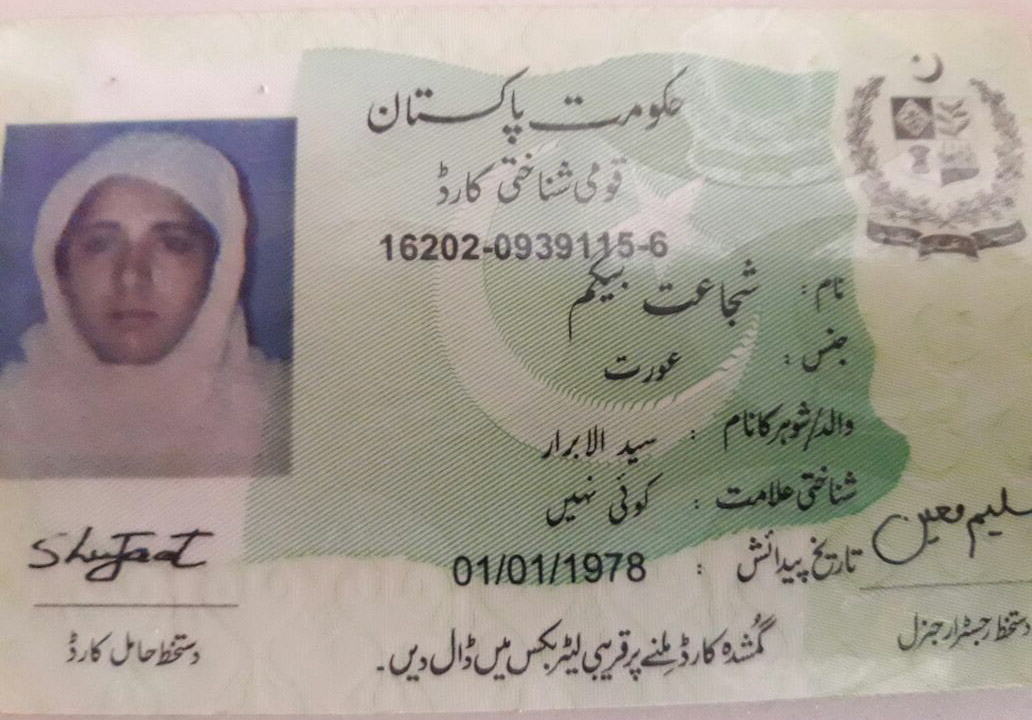 حکومت پاکستان
قومی شناختی کارڈ
16202-0939115-6
نام : شجاعت بیگم
جنس : عورت
والد/شوہر کا نام : سید الابرار
شناختی علامت : کوئی نہیں
تاریخ پیدائش : 01/01/1978
Shujaat
سلیم معین
دستخط حامل کارڈ
دستخط رجسٹرار جنرل
گمشدہ کارڈ ملنے پر قریبی لیٹر بکس میں ڈال دیں۔